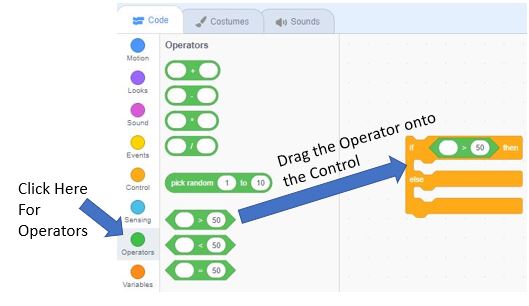 Code
Costumes
Sounds
Motion
Looks
Sound
Events
Control
Sensing
Operators
Variables
Operators
+
-
*
/
pick random 1 to 10
> 50
< 50
= 50
Click Here
For
Operators
Drag the Operator onto
the Control
if > 50 then
else